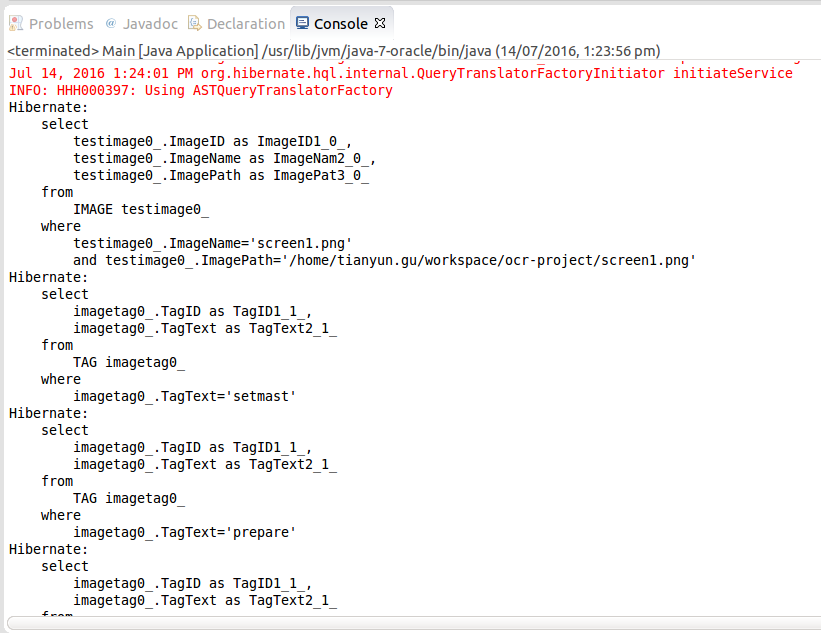 Problems @ Javadoc Declaration Console
<terminated> Main [Java Application] /usr/lib/jvm/java-7-oracle/bin/java (14/07/2016, 1:23:56 pm)
Jul 14, 2016 1:24:01 PM org.hibernate.hql.internal.QueryTranslatorFactoryInitiator initiateService
INFO: HHH000397: Using ASTQueryTranslatorFactory
Hibernate:
    select
        testimage0_.ImageID as ImageID1_0_,
        testimage0_.ImageName as ImageNam2_0_,
        testimage0_.ImagePath as ImagePat3_0_
    from
        IMAGE testimage0_
    where
        testimage0_.ImageName='screen1.png'
        and testimage0_.ImagePath='/home/tianyun.gu/workspace/ocr-project/screen1.png'
Hibernate:
    select
        imagetag0_.TagID as TagID1_1_,
        imagetag0_.TagText as TagText2_1_
    from
        TAG imagetag0_
    where
        imagetag0_.TagText='setmast'
Hibernate:
    select
        imagetag0_.TagID as TagID1_1_,
        imagetag0_.TagText as TagText2_1_
    from
        TAG imagetag0_
    where
        imagetag0_.TagText='prepare'
Hibernate:
    select
        imagetag0_.TagID as TagID1_1_,
        imagetag0_.TagText as TagText2_1_
    from